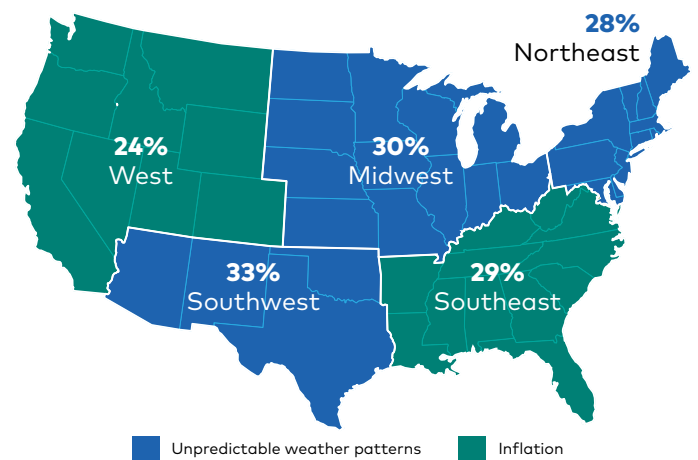 28%
Northeast
24%
West
30%
Midwest
33%
Southwest
29%
Southeast
Unpredictable weather patterns
Inflation